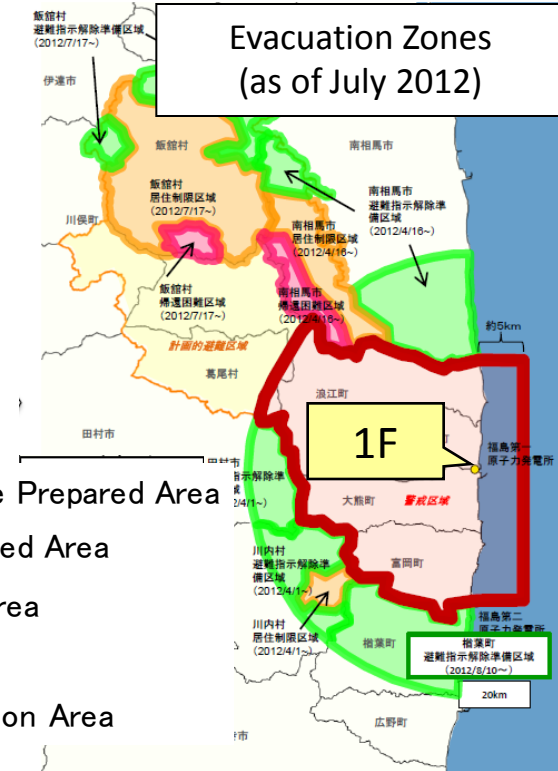 Evacuation Zones
(as of July 2012)
飯舘村
避難指示解除準備区域
(2012/7/17~)
伊達市
飯舘村
南相馬市
飯舘村
居住制限区域
(2012/7/17~)
南相馬市
避難指示解除準
備区域
(2012/4/16~)
川俣町
南相馬市
居住制限区域
(2012/4/16~)
飯舘村
帰還困難区域
(2012/7/17~)
南相馬市
帰還困難区域
(2012/4/16~)
約5km
計画的避難区域
葛尾村
浪江町
1F
福島第一
原子力発電所
田村市
田村市
示解除準
/4/1~)
Prepared Area
ed Area
rea
on Area
大熊町
警戒区域
川内村
避難指示解除準
備区域
(2012/4/1~)
富岡町
川内村
居住制限区域
(2012/4/1~)
福島第二
原子力発電所
楢葉町
楢葉町
避難指示解除準備区域
(2012/8/10~)
20km
広野町